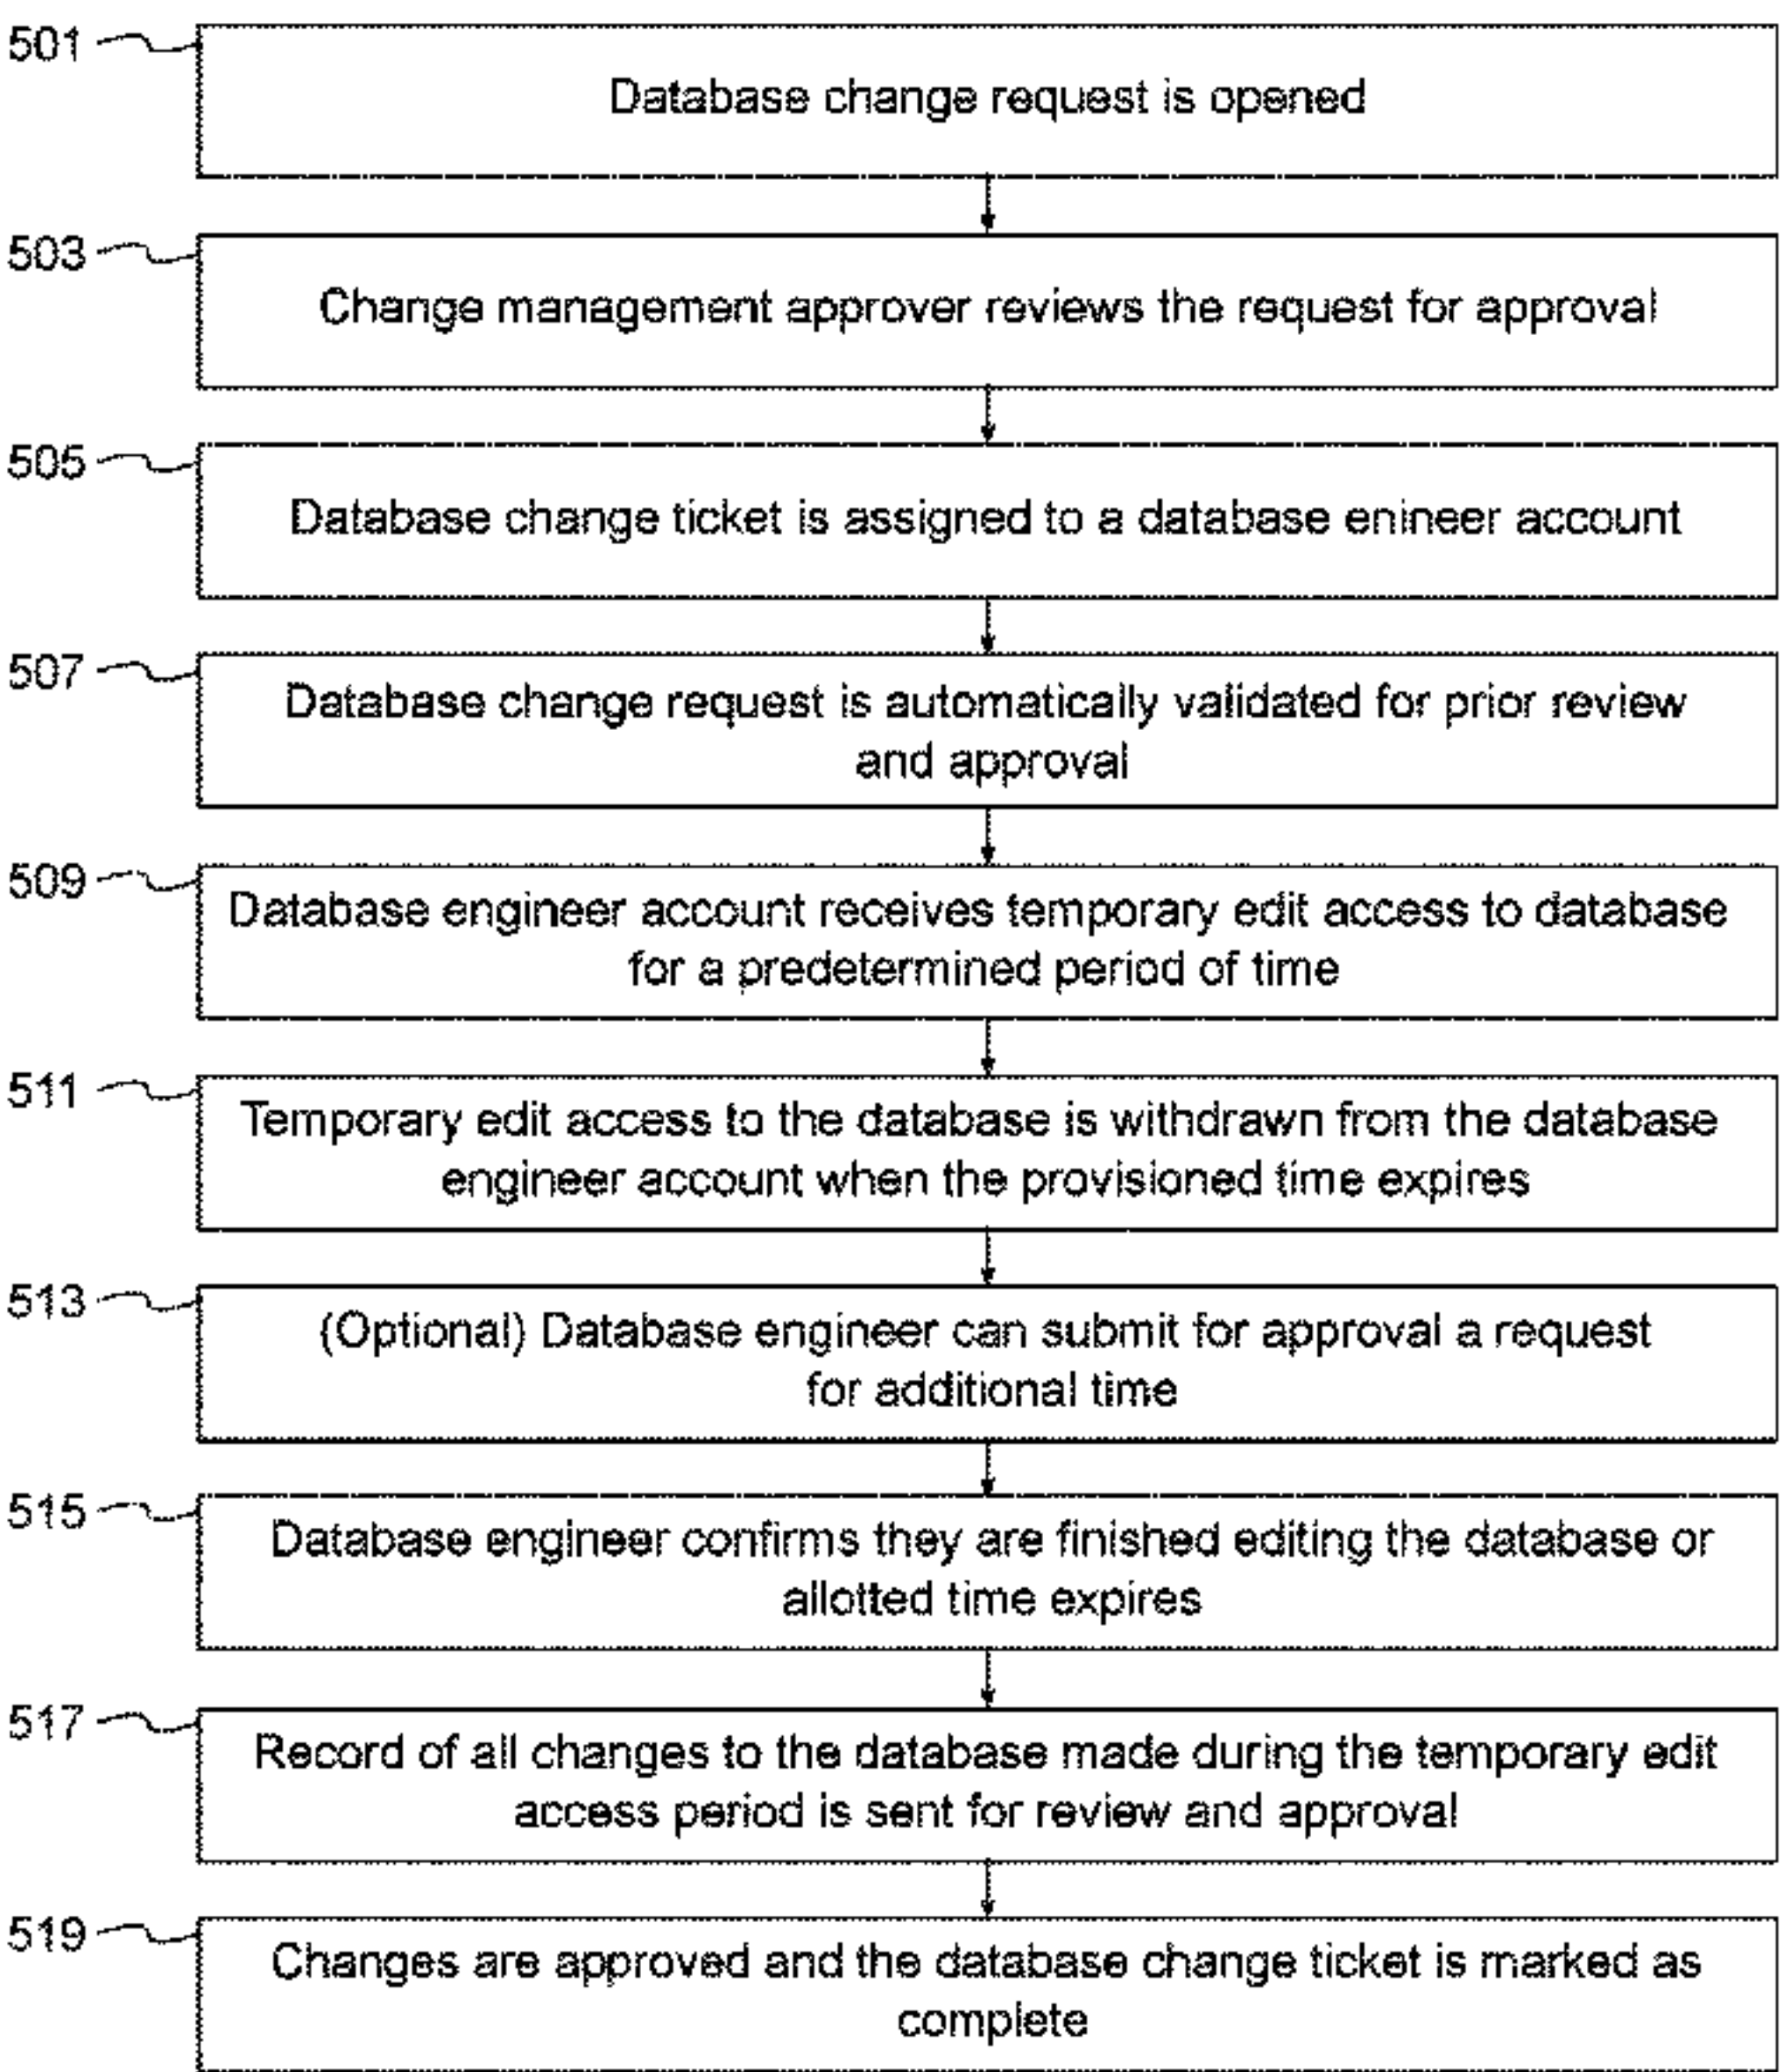 501
Database change request is opened
503
Change management approver reviews the request for approval
505
Database change ticket is assigned to a database enineer account
507
Database change request is automatically validated for prior review
and approval
509
Database engineer account receives temporary edit access to database
for a predetermined period of time
511
Temporary edit access to the database is withdrawn from the database
engineer account when the provisioned time expires
513
(Optional) Database engineer can submit for approval a request
for additional time
515
Database engineer confirms they are finished editing the database or
allotted time expires
517
Record of all changes to the database made during the temporary edit
access period is sent for review and approval
519
Changes are approved and the database change ticket is marked as
complete